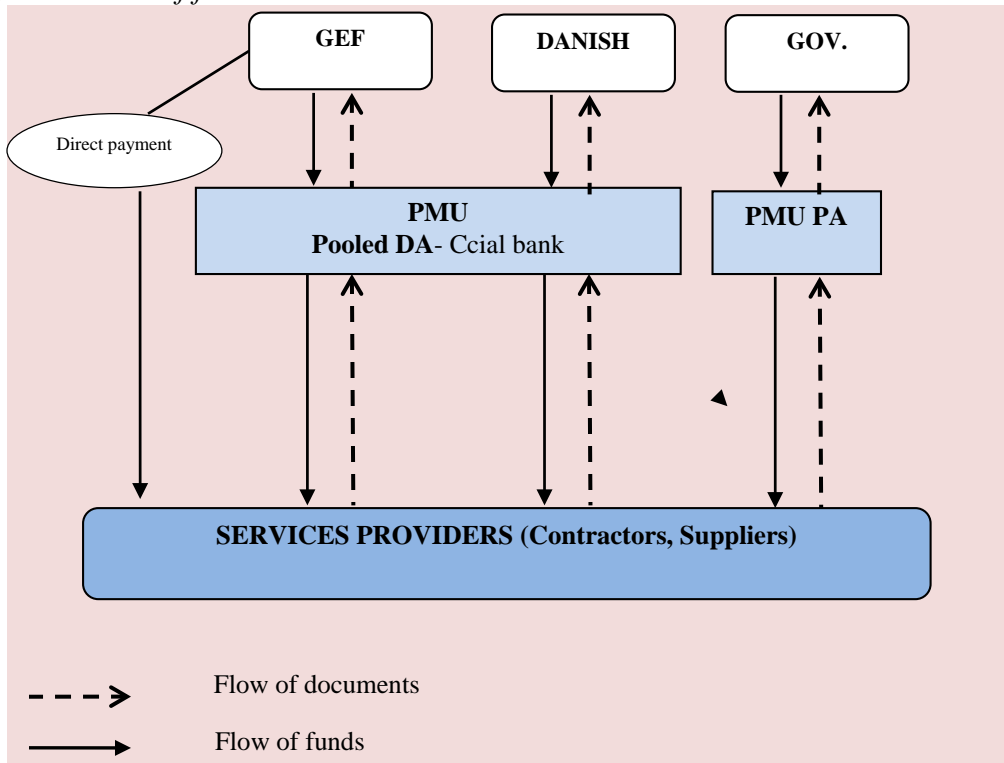 GEF
DANISH
GOV.
Direct payment
PMU
Pooled DA- Ccial bank
PMU PA
SERVICES PROVIDERS (Contractors, Suppliers)
Flow of documents
Flow of funds